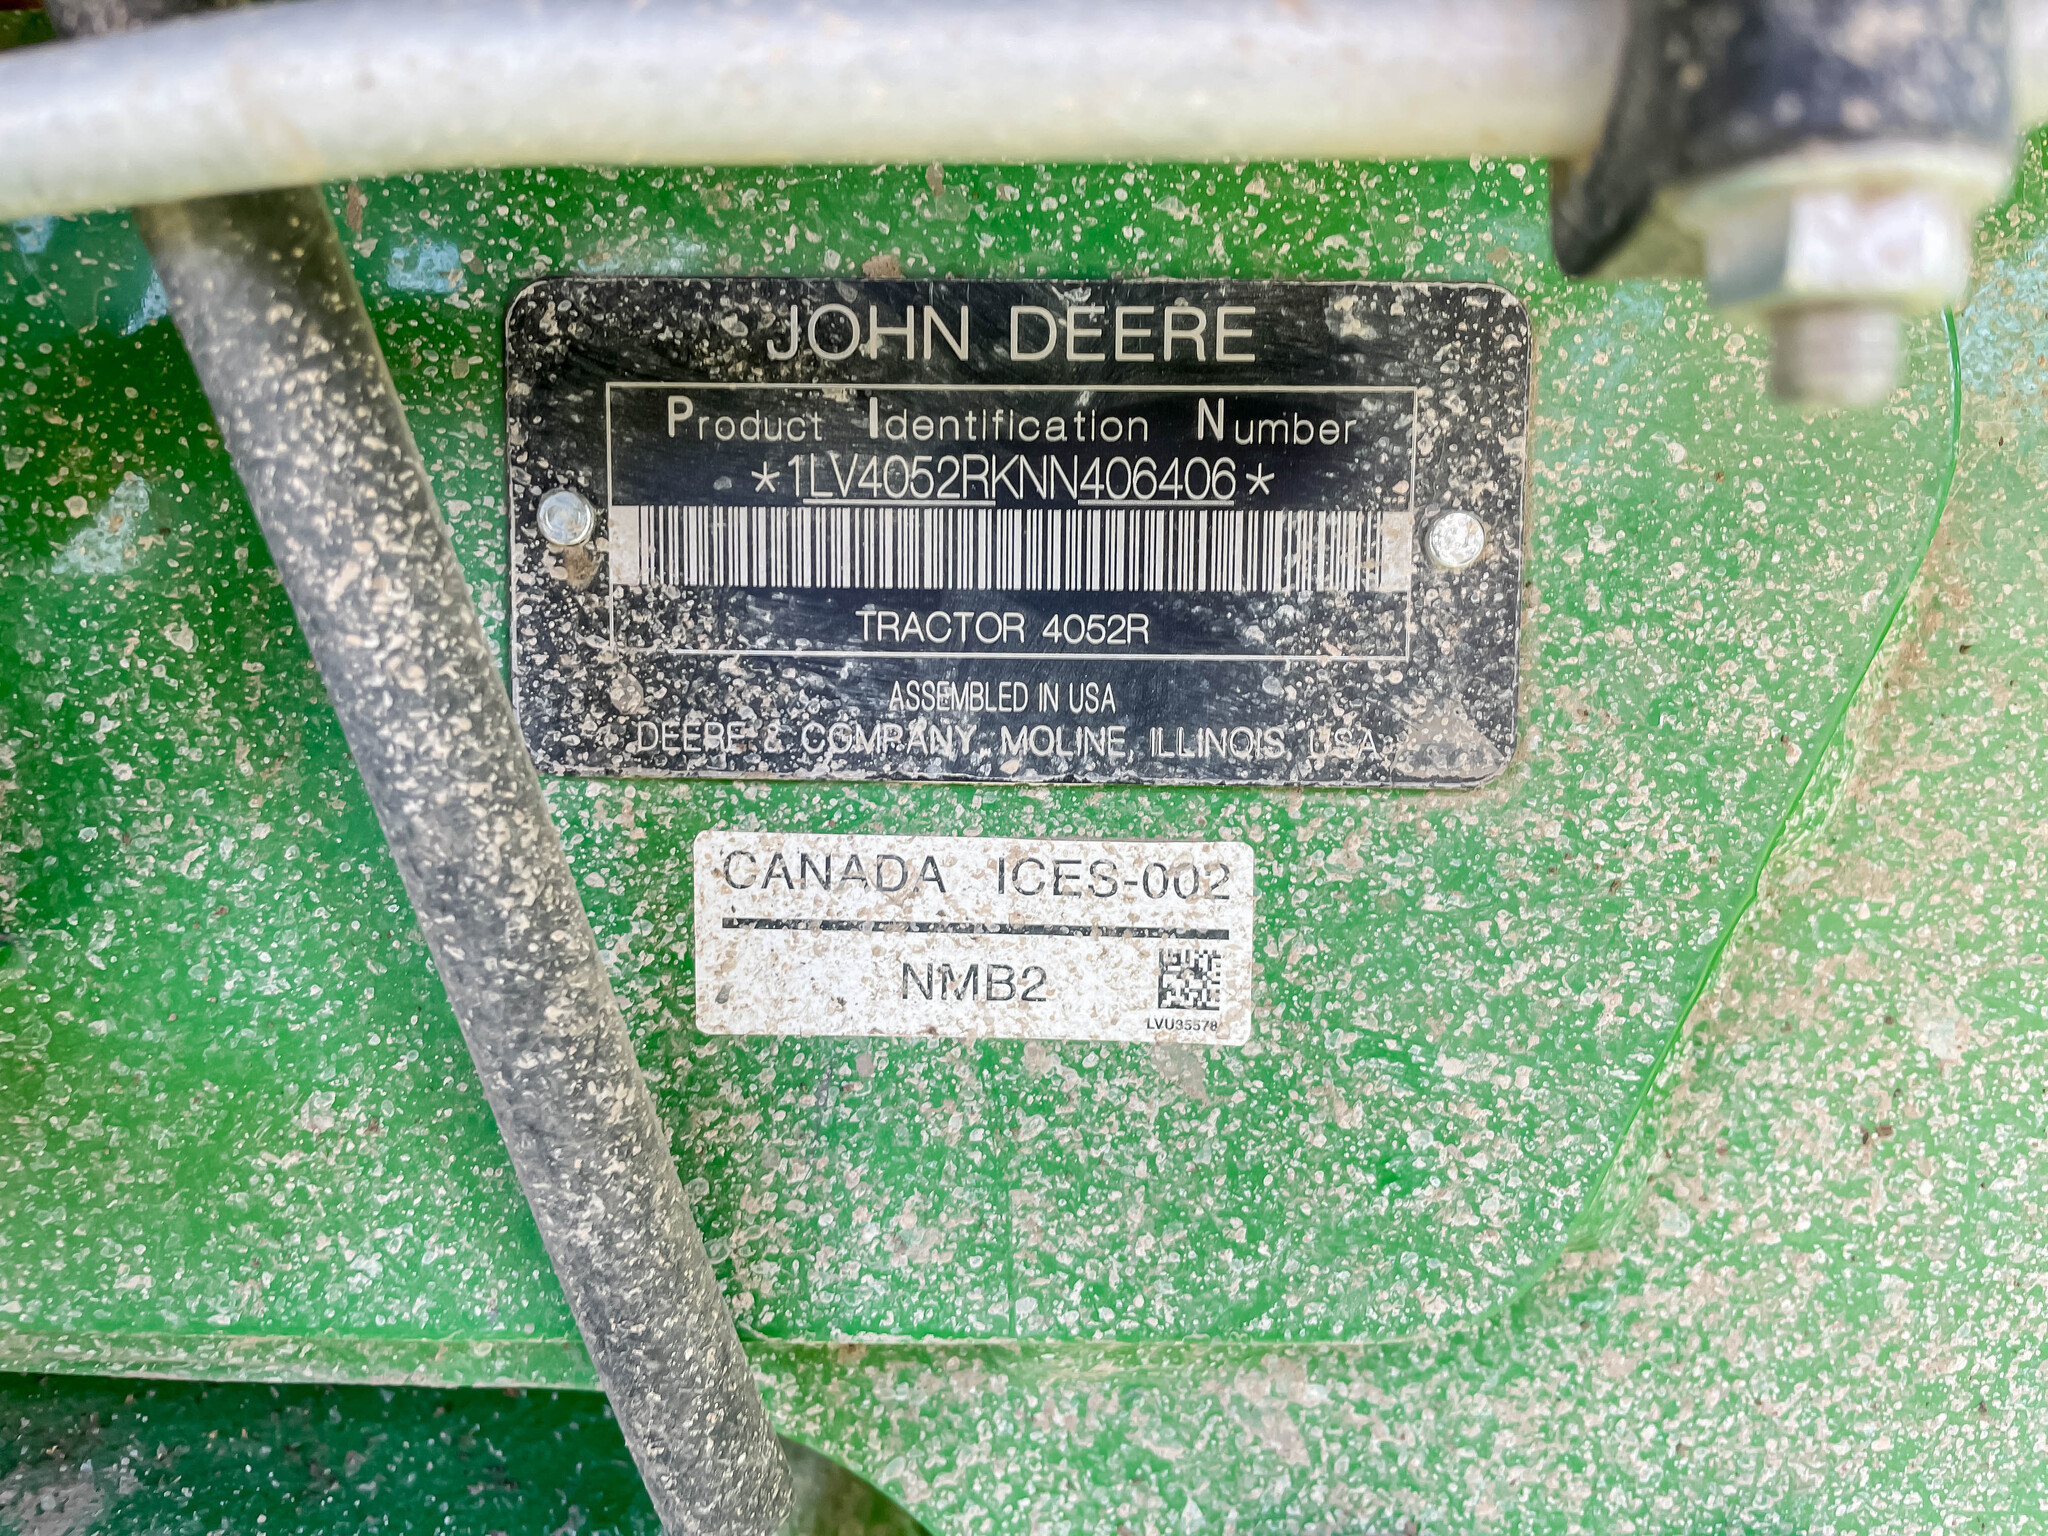 JOHN DEERE
Product Identification Number
*1LV4052RKNN406406*
TRACTOR 4052R
ASSEMBLED IN USA
DEERE & COMPANY, MOLINE, ILLINOIS, USA
CANADA ICES-002
NMB2
LVU35578